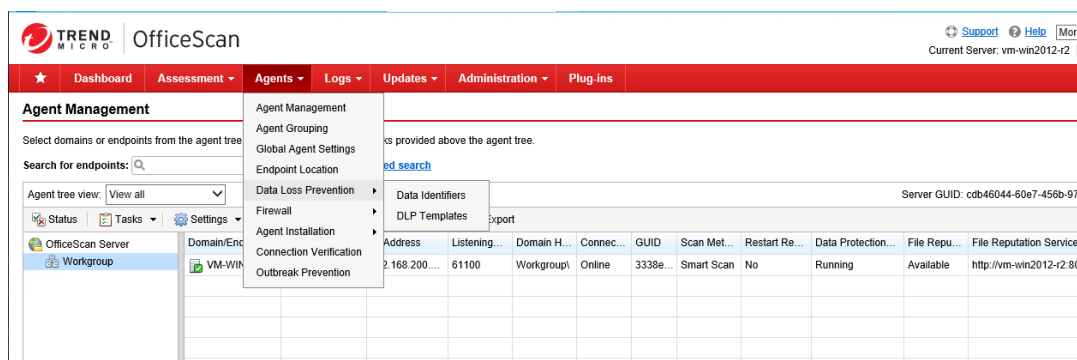 TREND MICRO OfficeScan
Support Help Mor
Current Server: vm-win2012-r2
Dashboard Assessment Agents Logs Updates Administration Plug-ins
Agent Management
Agent Management
Select domains or endpoints from the agent tree ks provided above the agent tree.
Agent Grouping
Global Agent Settings
Search for endpoints: ed search
Endpoint Location
Agent tree view: View all
Data Loss Prevention Data Identifiers
Server GUID: cdb46044-60e7-456b-97
Firewall DLP Templates
Status Tasks Settings xport
Agent Installation
Connection Verification
Outbreak Prevention
OfficeScan Server
Workgroup
Domain/End Address Listening... Domain H... Connec... GUID Scan Met... Restart Re... Data Protection... File Repu... File Reputation Service
VM-WIN 2.168.200.... 61100 Workgroup\ Online 3338e... Smart Scan No Running Available http://vm-win2012-r2:80